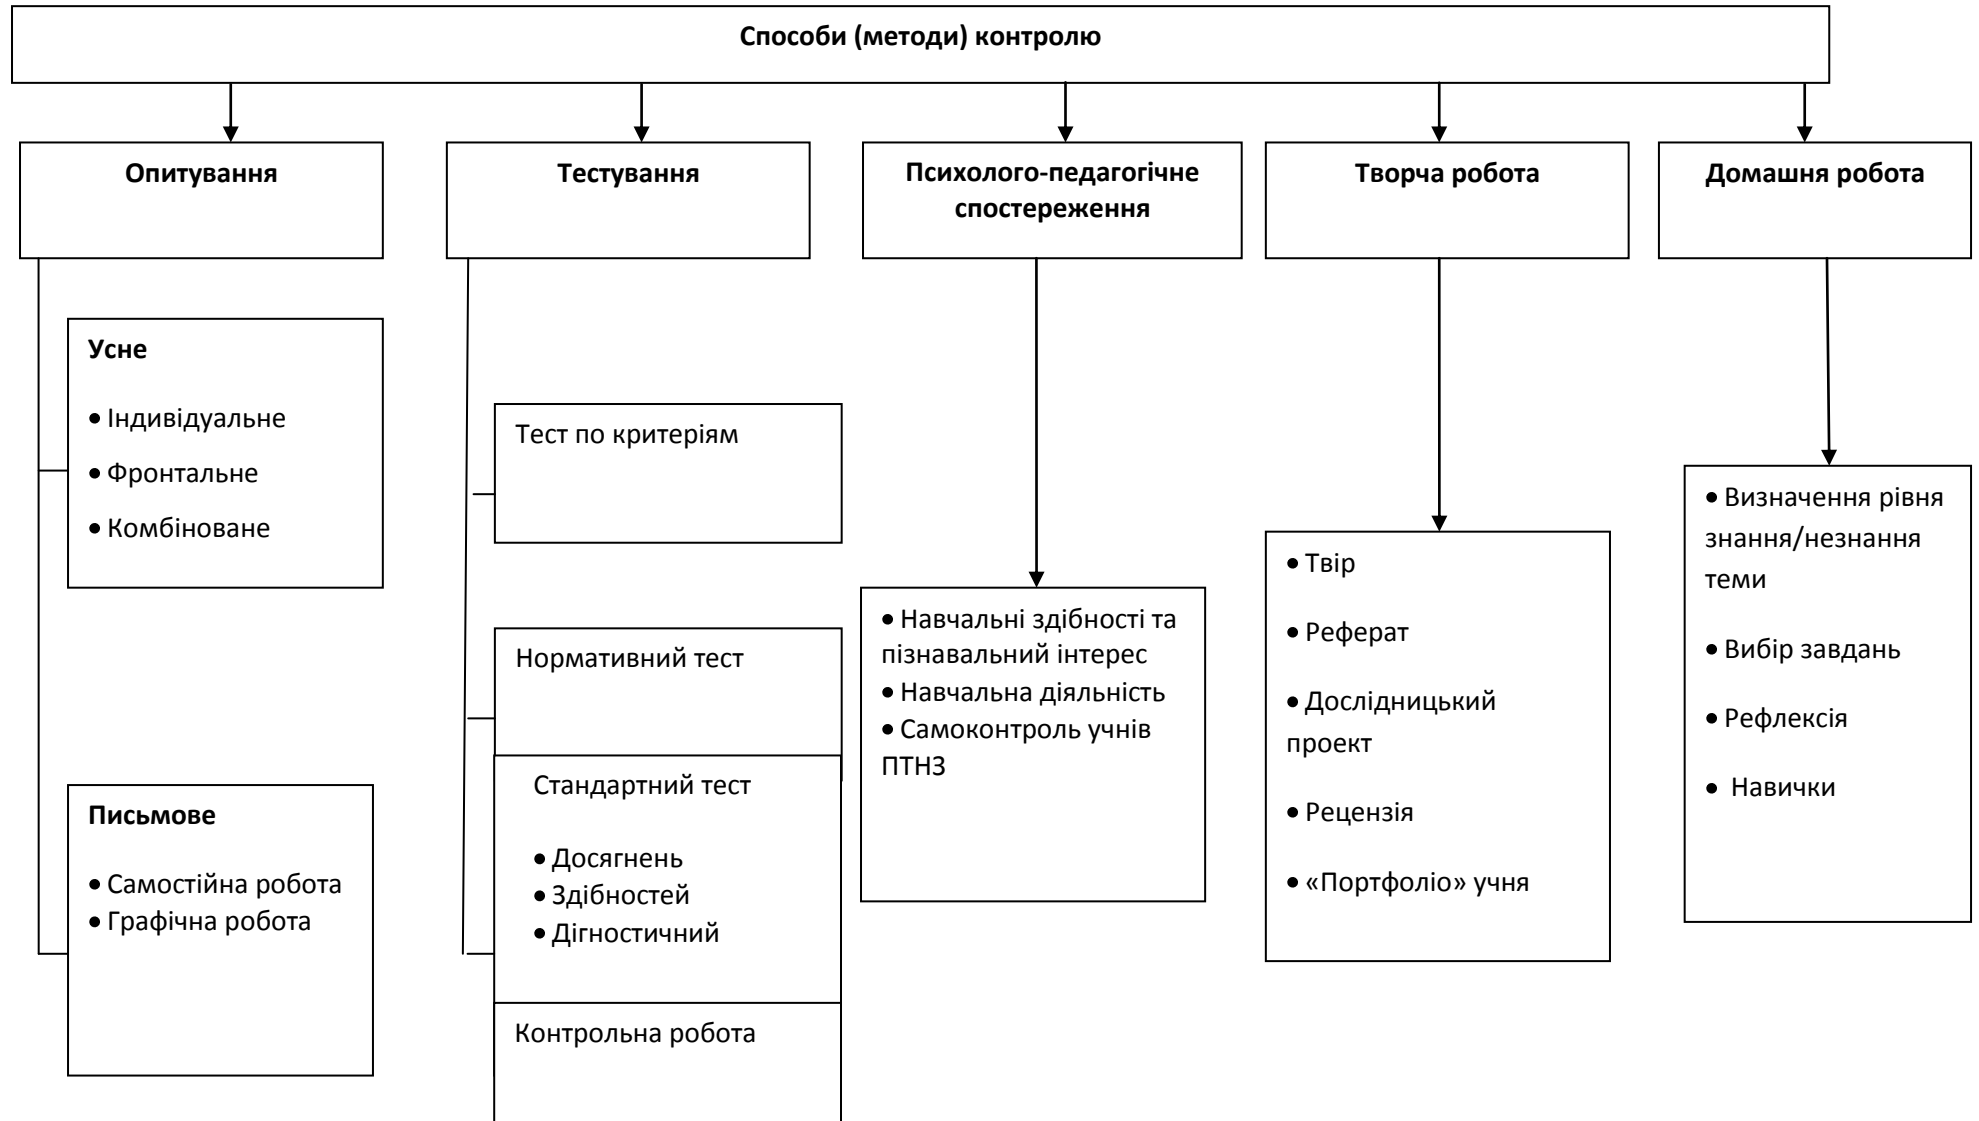 Способи (методи) контролю
Опитування
Тестування
Психолого-педагогічне
спостереження
Творча робота
Домашня робота
Усне
• Індивідуальне
• Фронтальне
• Комбіноване
Письмове
• Самостійна робота
• Графічна робота
Тест по критеріям
Нормативний тест
Стандартний тест
• Досягнень
• Здібностей
• Дігностичний
Контрольна робота
• Навчальні здібності та
пізнавальний інтерес
• Навчальна діяльність
• Самоконтроль учнів
ПТНЗ
• Твір
• Реферат
• Дослідницький
проект
• Рецензія
• «Портфоліо» учня
• Визначення рівня
знання/незнання
теми
• Вибір завдань
• Рефлексія
• Навички